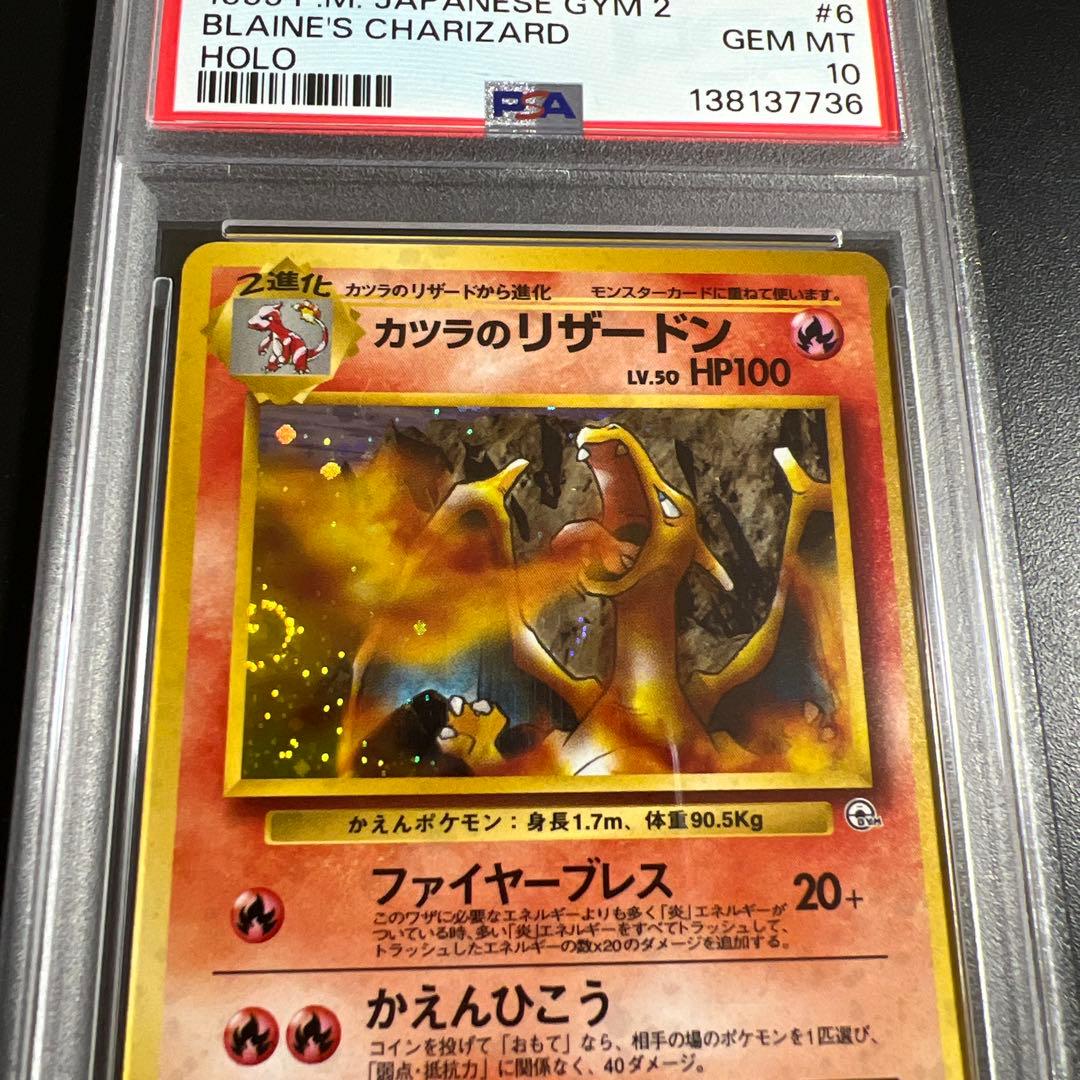 1999 P.M. JAPANESE GYM 2
#6
BLAINE'S CHARIZARD
GEM MT
HOLO
10
PSA
138137736
2進化
カツラのリザードから進化
モンスターカードに重ねて使います。
カツラのリザードン
LV.50 HP100
かえんポケモン：身長1.7m、体重90.5Kg
GYM
ファイヤーブレス
20+
このワザに必要なエネルギーよりも多く「炎」エネルギーが
ついている時、多い「炎」エネルギーをすべてトラッシュして、
トラッシュしたエネルギーの数x20のダメージを追加する。
かえんひこう
コインを投げて「おもて」なら、相手の場のポケモンを1匹選び、
「弱点・抵抗力」に関係なく、40ダメージ。